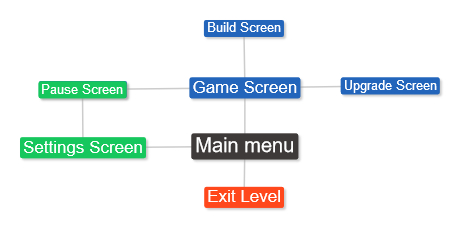 Build Screen
Pause Screen
Game Screen
Upgrade Screen
Settings Screen
Main menu
Exit Level